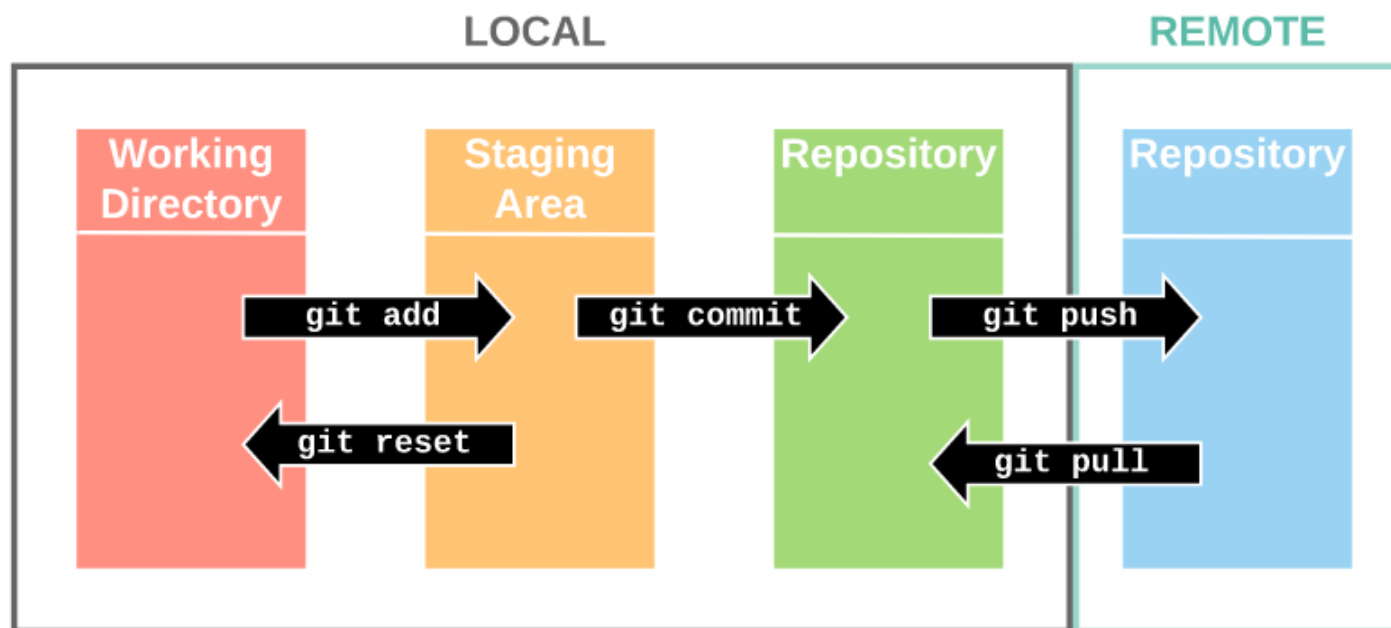 LOCAL
REMOTE
Working
Directory
Staging
Area
Repository
Repository
git add
git commit
git push
git reset
git pull